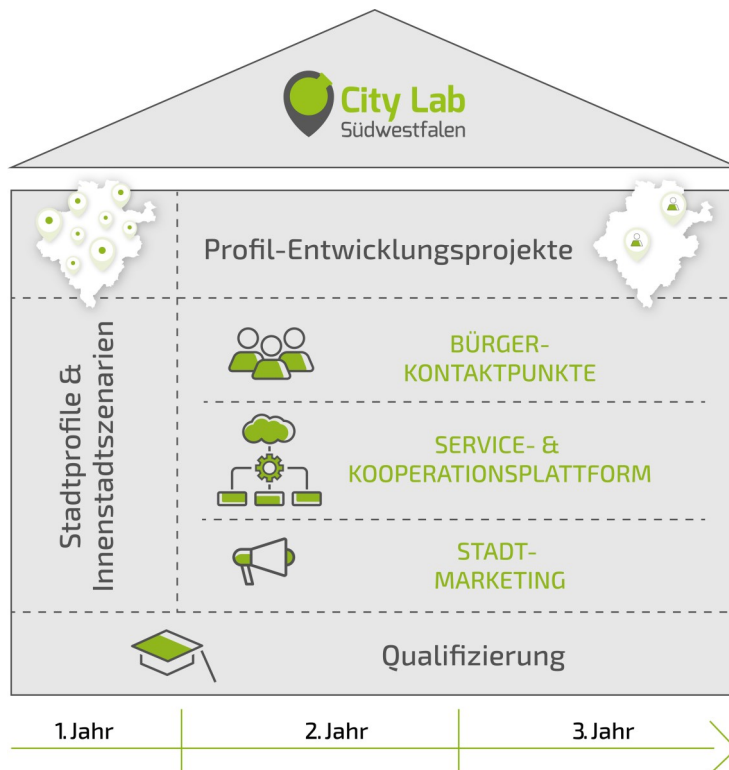 City Lab
Südwestfalen
Profil-Entwicklungsprojekte
Stadtprofile &
Innenstadtszenarien
BÜRGER-
KONTAKTPUNKTE
SERVICE- &
KOOPERATIONSPLATTFORM
STADT-
MARKETING
Qualifizierung
1. Jahr
2. Jahr
3. Jahr